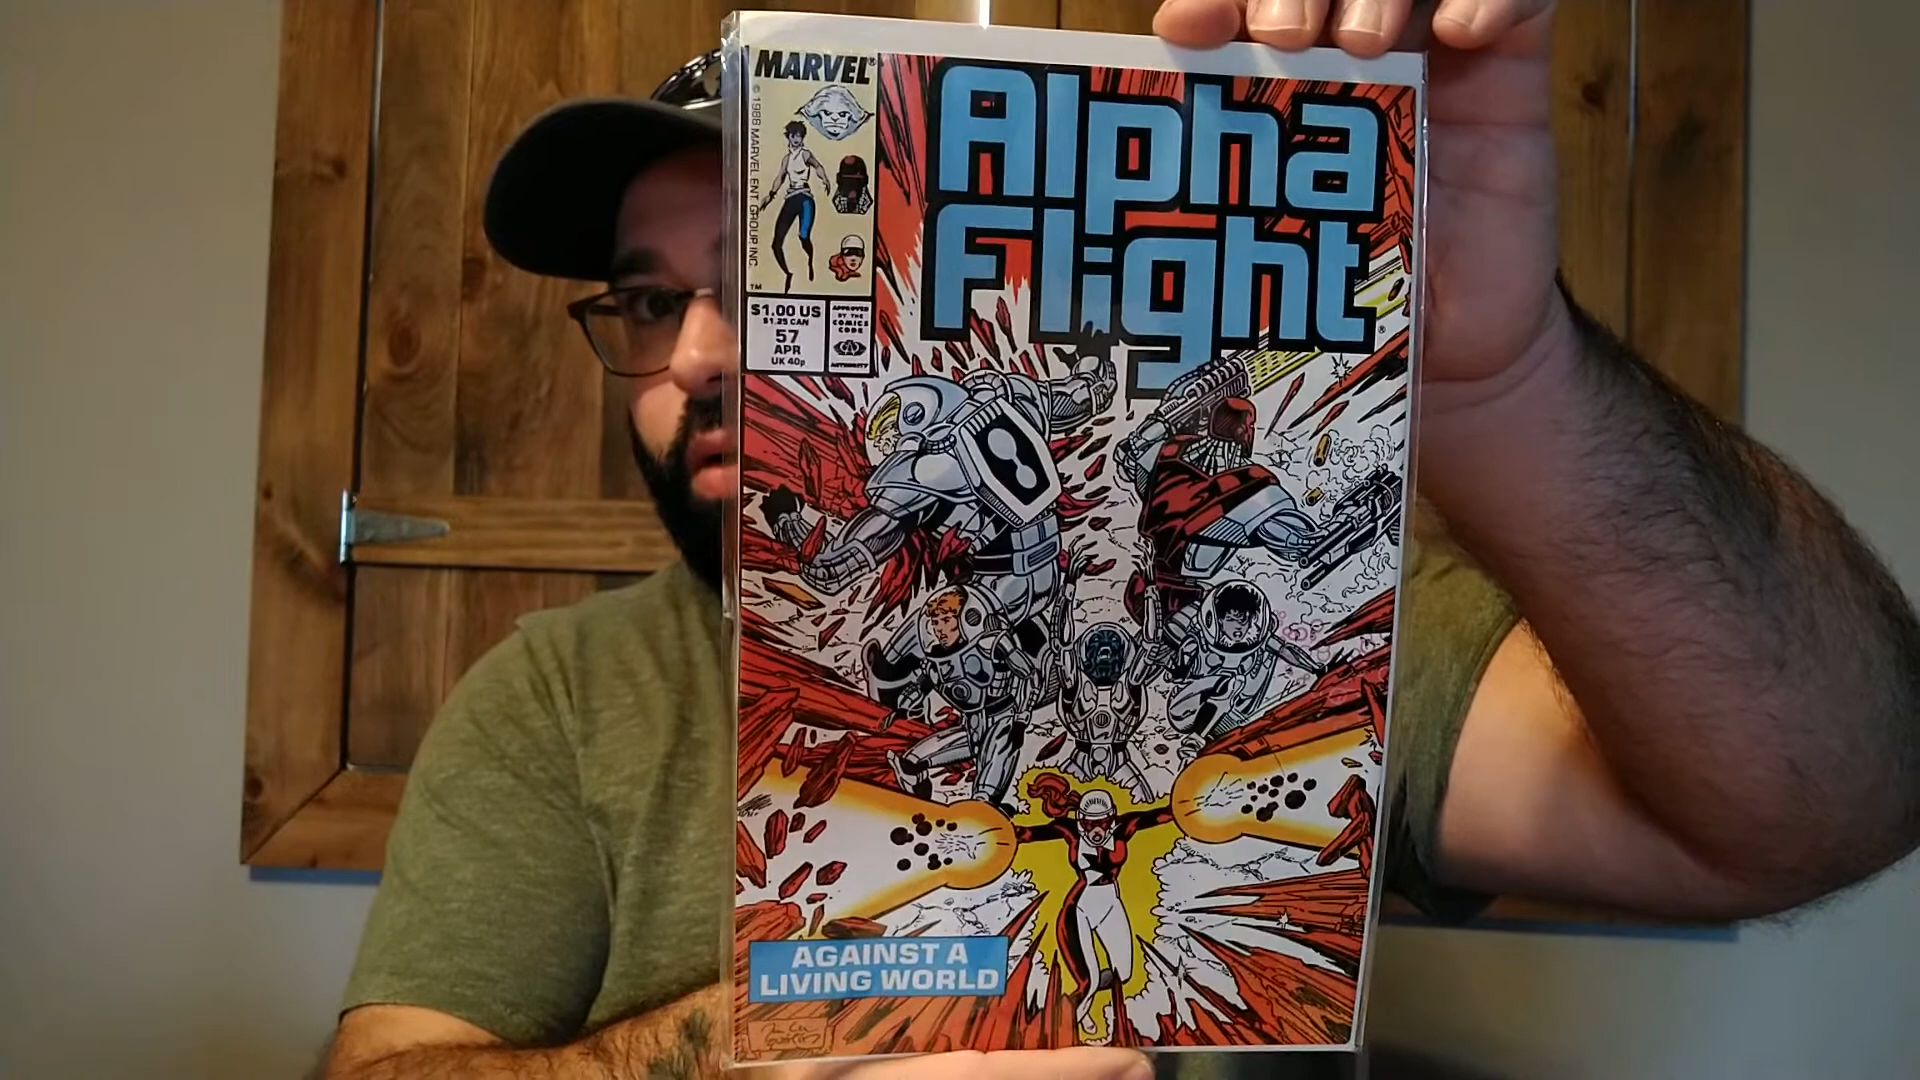 MARVEL®
© 1988 MARVEL ENT. GROUP, INC.
TM
$1.00 US
$1.25 CAN
57
APR
UK 40p
APPROVED
BY THE
COMICS
CODE
CA
AUTHORITY
Alpha
Flight
®
AGAINST A
LIVING WORLD